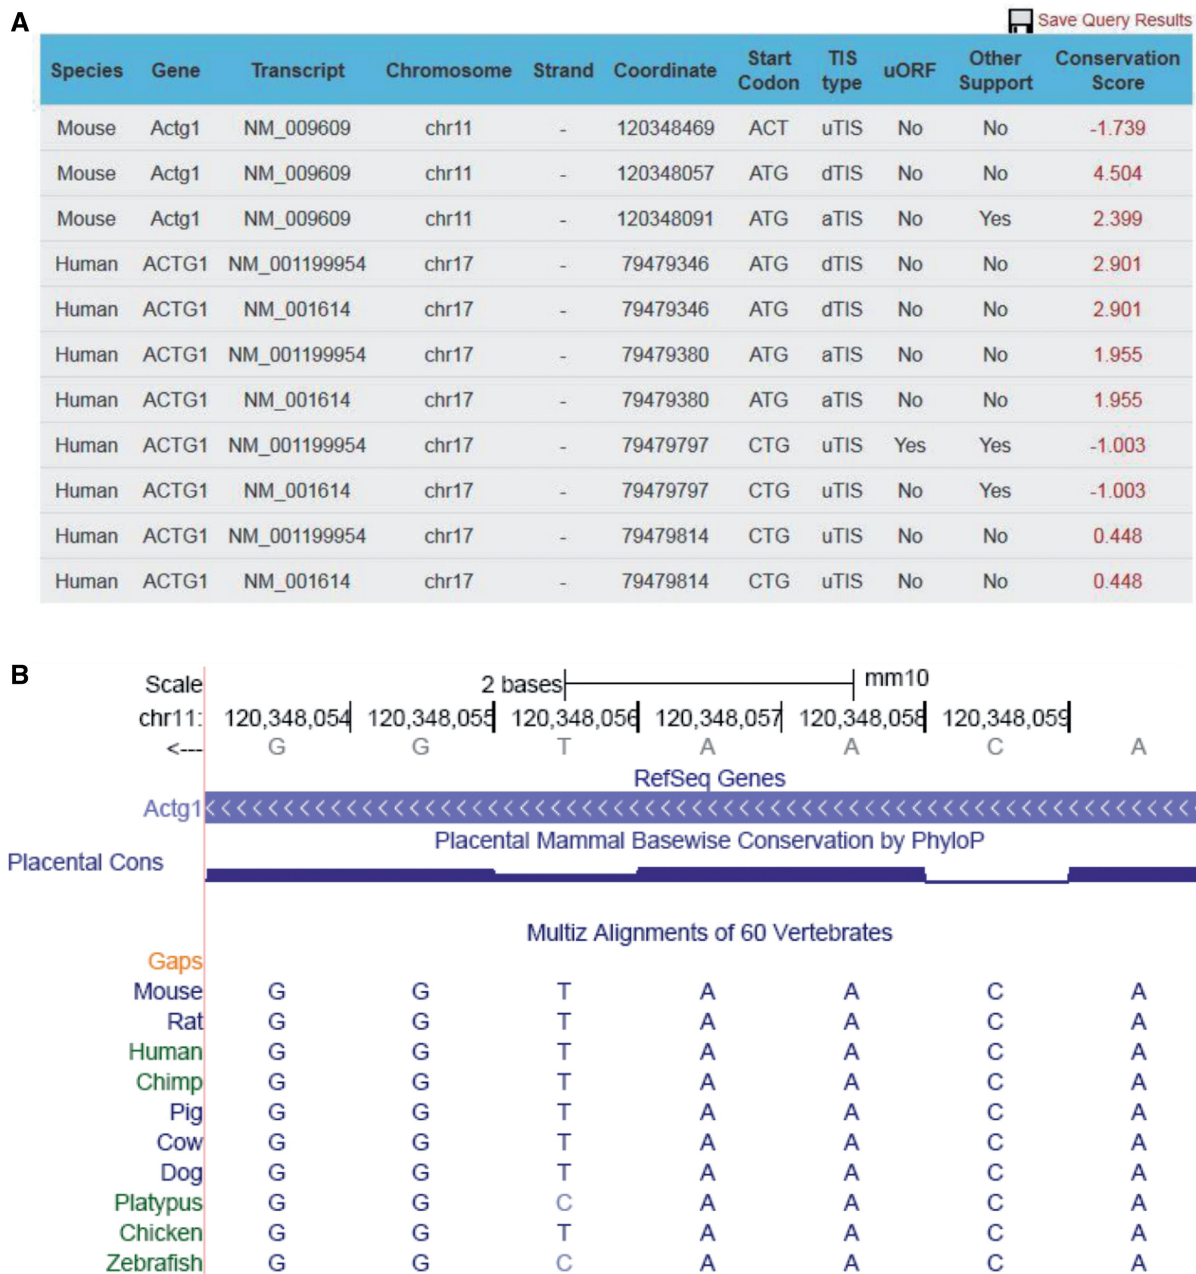 A
Save Query Results
Species Gene Transcript Chromosome Strand Coordinate Start Codon TIS type uORF Other Support Conservation Score
Mouse Actg1 NM_009609 chr11 - 120348469 ACT uTIS No No -1.739
Mouse Actg1 NM_009609 chr11 - 120348057 ATG dTIS No No 4.504
Mouse Actg1 NM_009609 chr11 - 120348091 ATG aTIS No Yes 2.399
Human ACTG1 NM_001199954 chr17 - 79479346 ATG dTIS No No 2.901
Human ACTG1 NM_001614 chr17 - 79479346 ATG dTIS No No 2.901
Human ACTG1 NM_001199954 chr17 - 79479380 ATG aTIS No No 1.955
Human ACTG1 NM_001614 chr17 - 79479380 ATG aTIS No No 1.955
Human ACTG1 NM_001199954 chr17 - 79479797 CTG uTIS Yes Yes -1.003
Human ACTG1 NM_001614 chr17 - 79479797 CTG uTIS No Yes -1.003
Human ACTG1 NM_001199954 chr17 - 79479814 CTG uTIS No No 0.448
Human ACTG1 NM_001614 chr17 - 79479814 CTG uTIS No No 0.448
B
Scale 2 bases mm10
chr11: 120,348,054 120,348,055 120,348,056 120,348,057 120,348,058 120,348,059
<--- G G T A A C A
RefSeq Genes
Actg1
Placental Mammal Basewise Conservation by PhyloP
Placental Cons
Multiz Alignments of 60 Vertebrates
Gaps
Mouse G G T A A C A
Rat G G T A A C A
Human G G T A A C A
Chimp G G T A A C A
Pig G G T A A C A
Cow G G T A A C A
Dog G G T A A C A
Platypus G G C A A C A
Chicken G G T A A C A
Zebrafish G G C A A C A